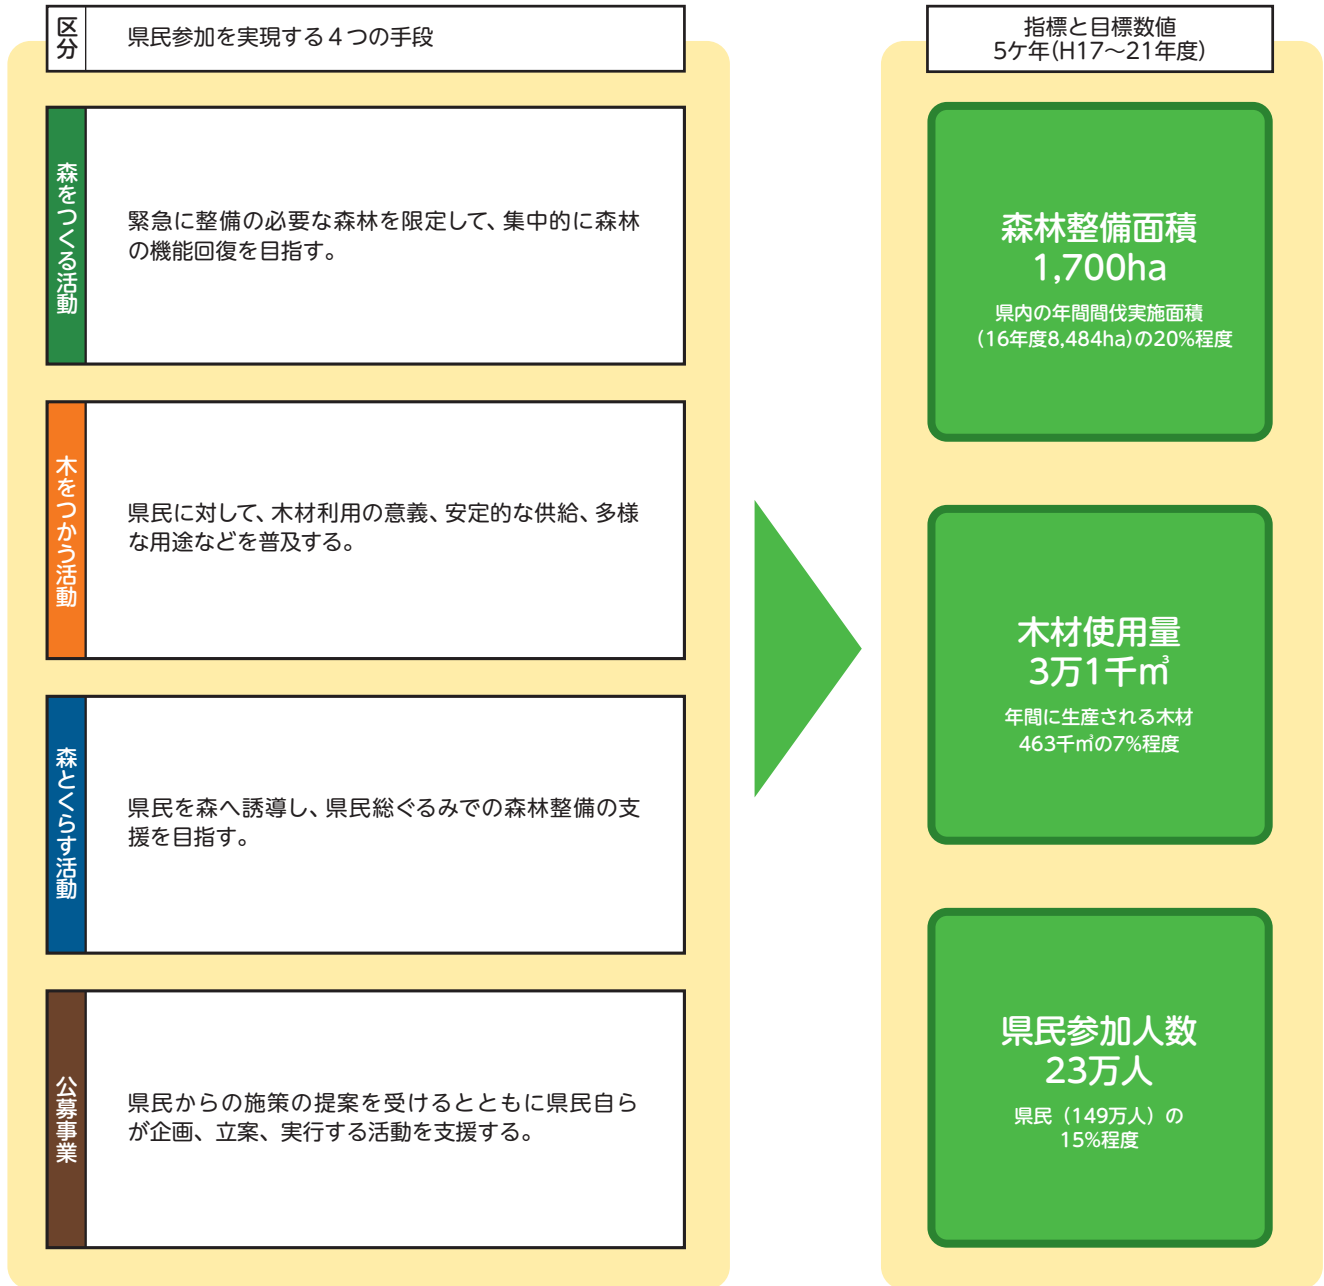 区分
県民参加を実現する４つの手段
森をつくる活動
緊急に整備の必要な森林を限定して、集中的に森林
の機能回復を目指す。
木をつかう活動
県民に対して、木材利用の意義、安定的な供給、多様
な用途などを普及する。
森とくらす活動
県民を森へ誘導し、県民総ぐるみでの森林整備の支
援を目指す。
公募事業
県民からの施策の提案を受けるとともに県民自ら
が企画、立案、実行する活動を支援する。
指標と目標数値
5ケ年(H17～21年度)
森林整備面積
1,700ha
県内の年間間伐実施面積
（16年度8,484ha）の20%程度
木材使用量
3万1千㎥
年間に生産される木材
463千㎥の7%程度
県民参加人数
23万人
県民（149万人）の
15%程度